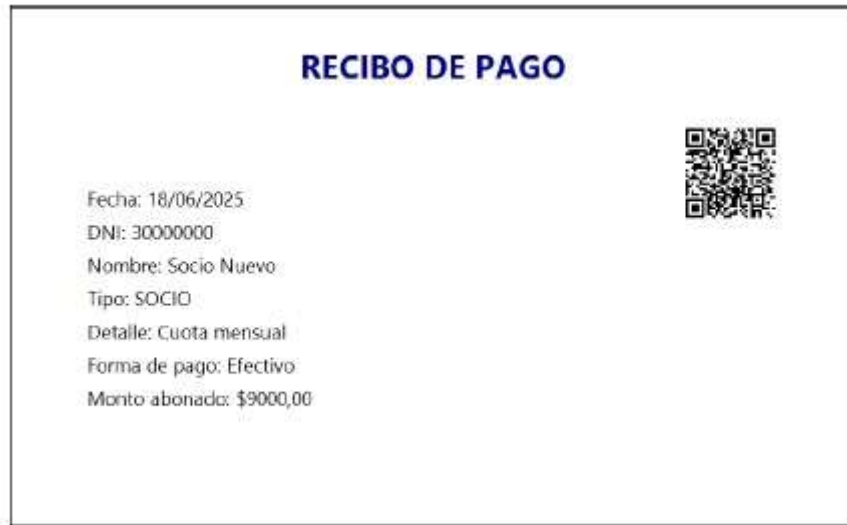 RECIBO DE PAGO
Fecha: 18/06/2025
DNI: 30000000
Nombre: Socio Nuevo
Tipo: SOCIO
Detalle: Cuota mensual
Forma de pago: Efectivo
Monto abonado: $9000,00